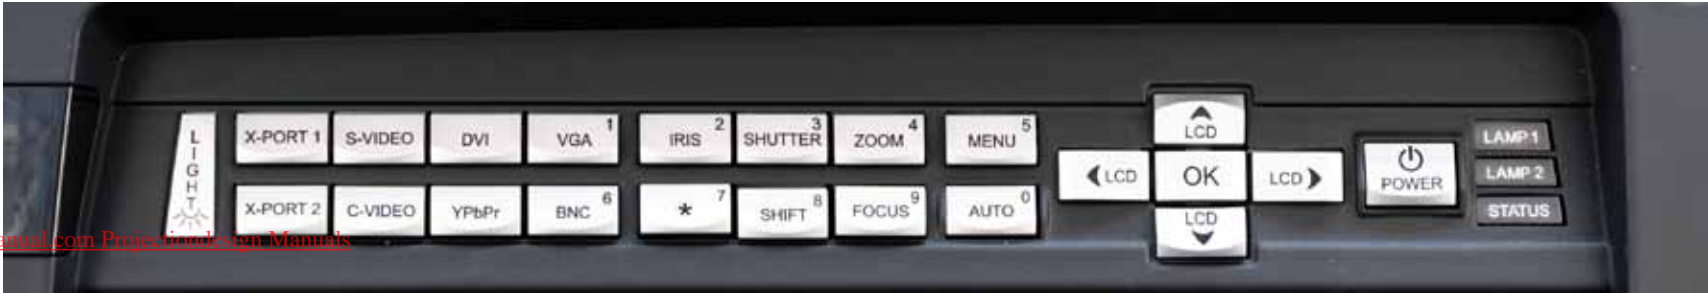 LIGHT
X-PORT 1
S-VIDEO
DVI
VGA 1
IRIS 2
SHUTTER 3
ZOOM 4
MENU 5
X-PORT 2
C-VIDEO
YPbPr
BNC 6
* 7
SHIFT 8
FOCUS 9
AUTO 0
LCD
LCD
OK
LCD
LCD
POWER
LAMP 1
LAMP 2
STATUS
anual.com Projectiondesign Manuals